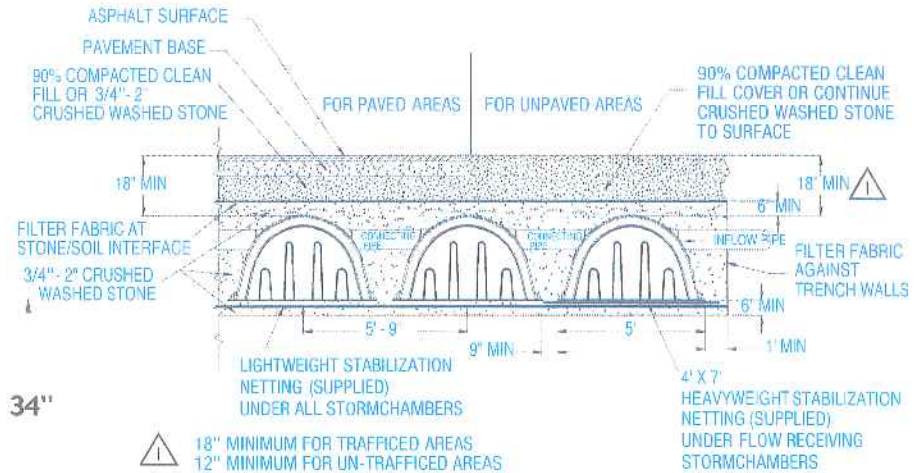 ASPHALT SURFACE
PAVEMENT BASE
90% COMPACTED CLEAN
FILL OR 3/4"- 2"
CRUSHED WASHED STONE
FOR PAVED AREAS
FOR UNPAVED AREAS
90% COMPACTED CLEAN
FILL COVER OR CONTINUE
CRUSHED WASHED STONE
TO SURFACE
18" MIN
18" MIN
1
6" MIN
FILTER FABRIC AT
STONE/SOIL INTERFACE
3/4"- 2" CRUSHED
WASHED STONE
CONNECTING
PIPE
CONNECTING
PIPE
INFLOW PIPE
FILTER FABRIC
AGAINST
TRENCH WALLS
6" MIN
5' - 9"
5'
9" MIN
1' MIN
LIGHTWEIGHT STABILIZATION
NETTING (SUPPLIED)
UNDER ALL STORMCHAMBERS
4' X 7'
HEAVYWEIGHT STABILIZATION
NETTING (SUPPLIED)
UNDER FLOW RECEIVING
STORMCHAMBERS
34"
1
18" MINIMUM FOR TRAFFICED AREAS
12" MINIMUM FOR UN-TRAFFICED AREAS